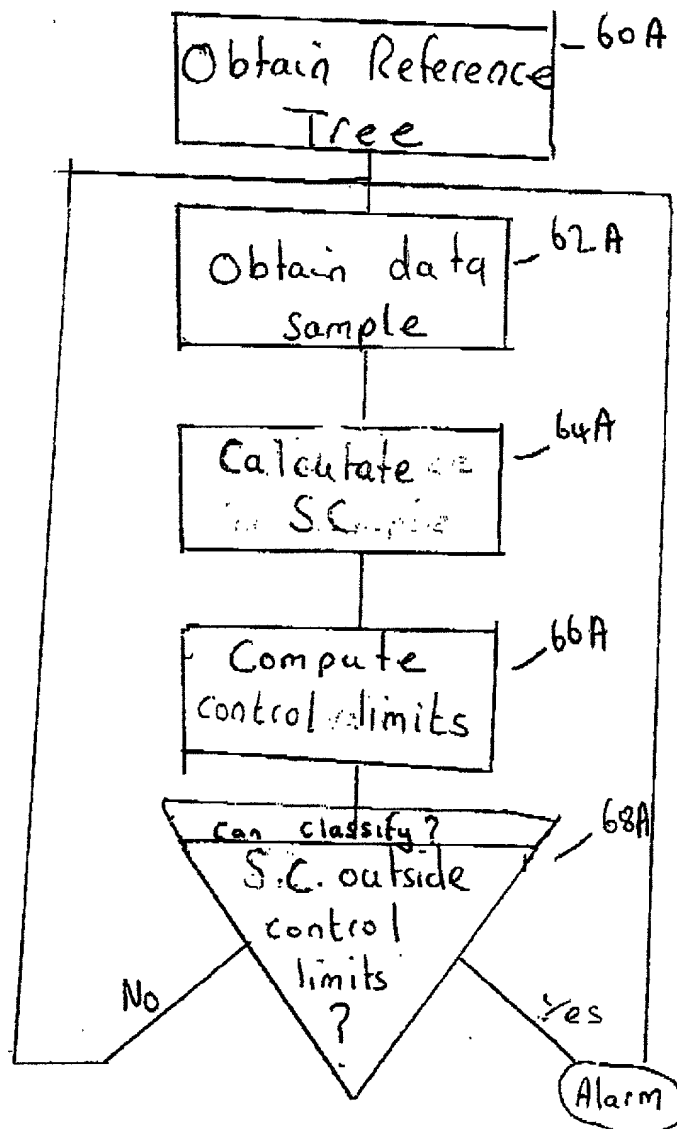 Obtain Reference
Tree
60A
Obtain data
sample
62A
Calculate
S.C.
64A
Compute
control limits
66A
can classify?
S.C. outside
control
limits
?
68A
No
Yes
Alarm